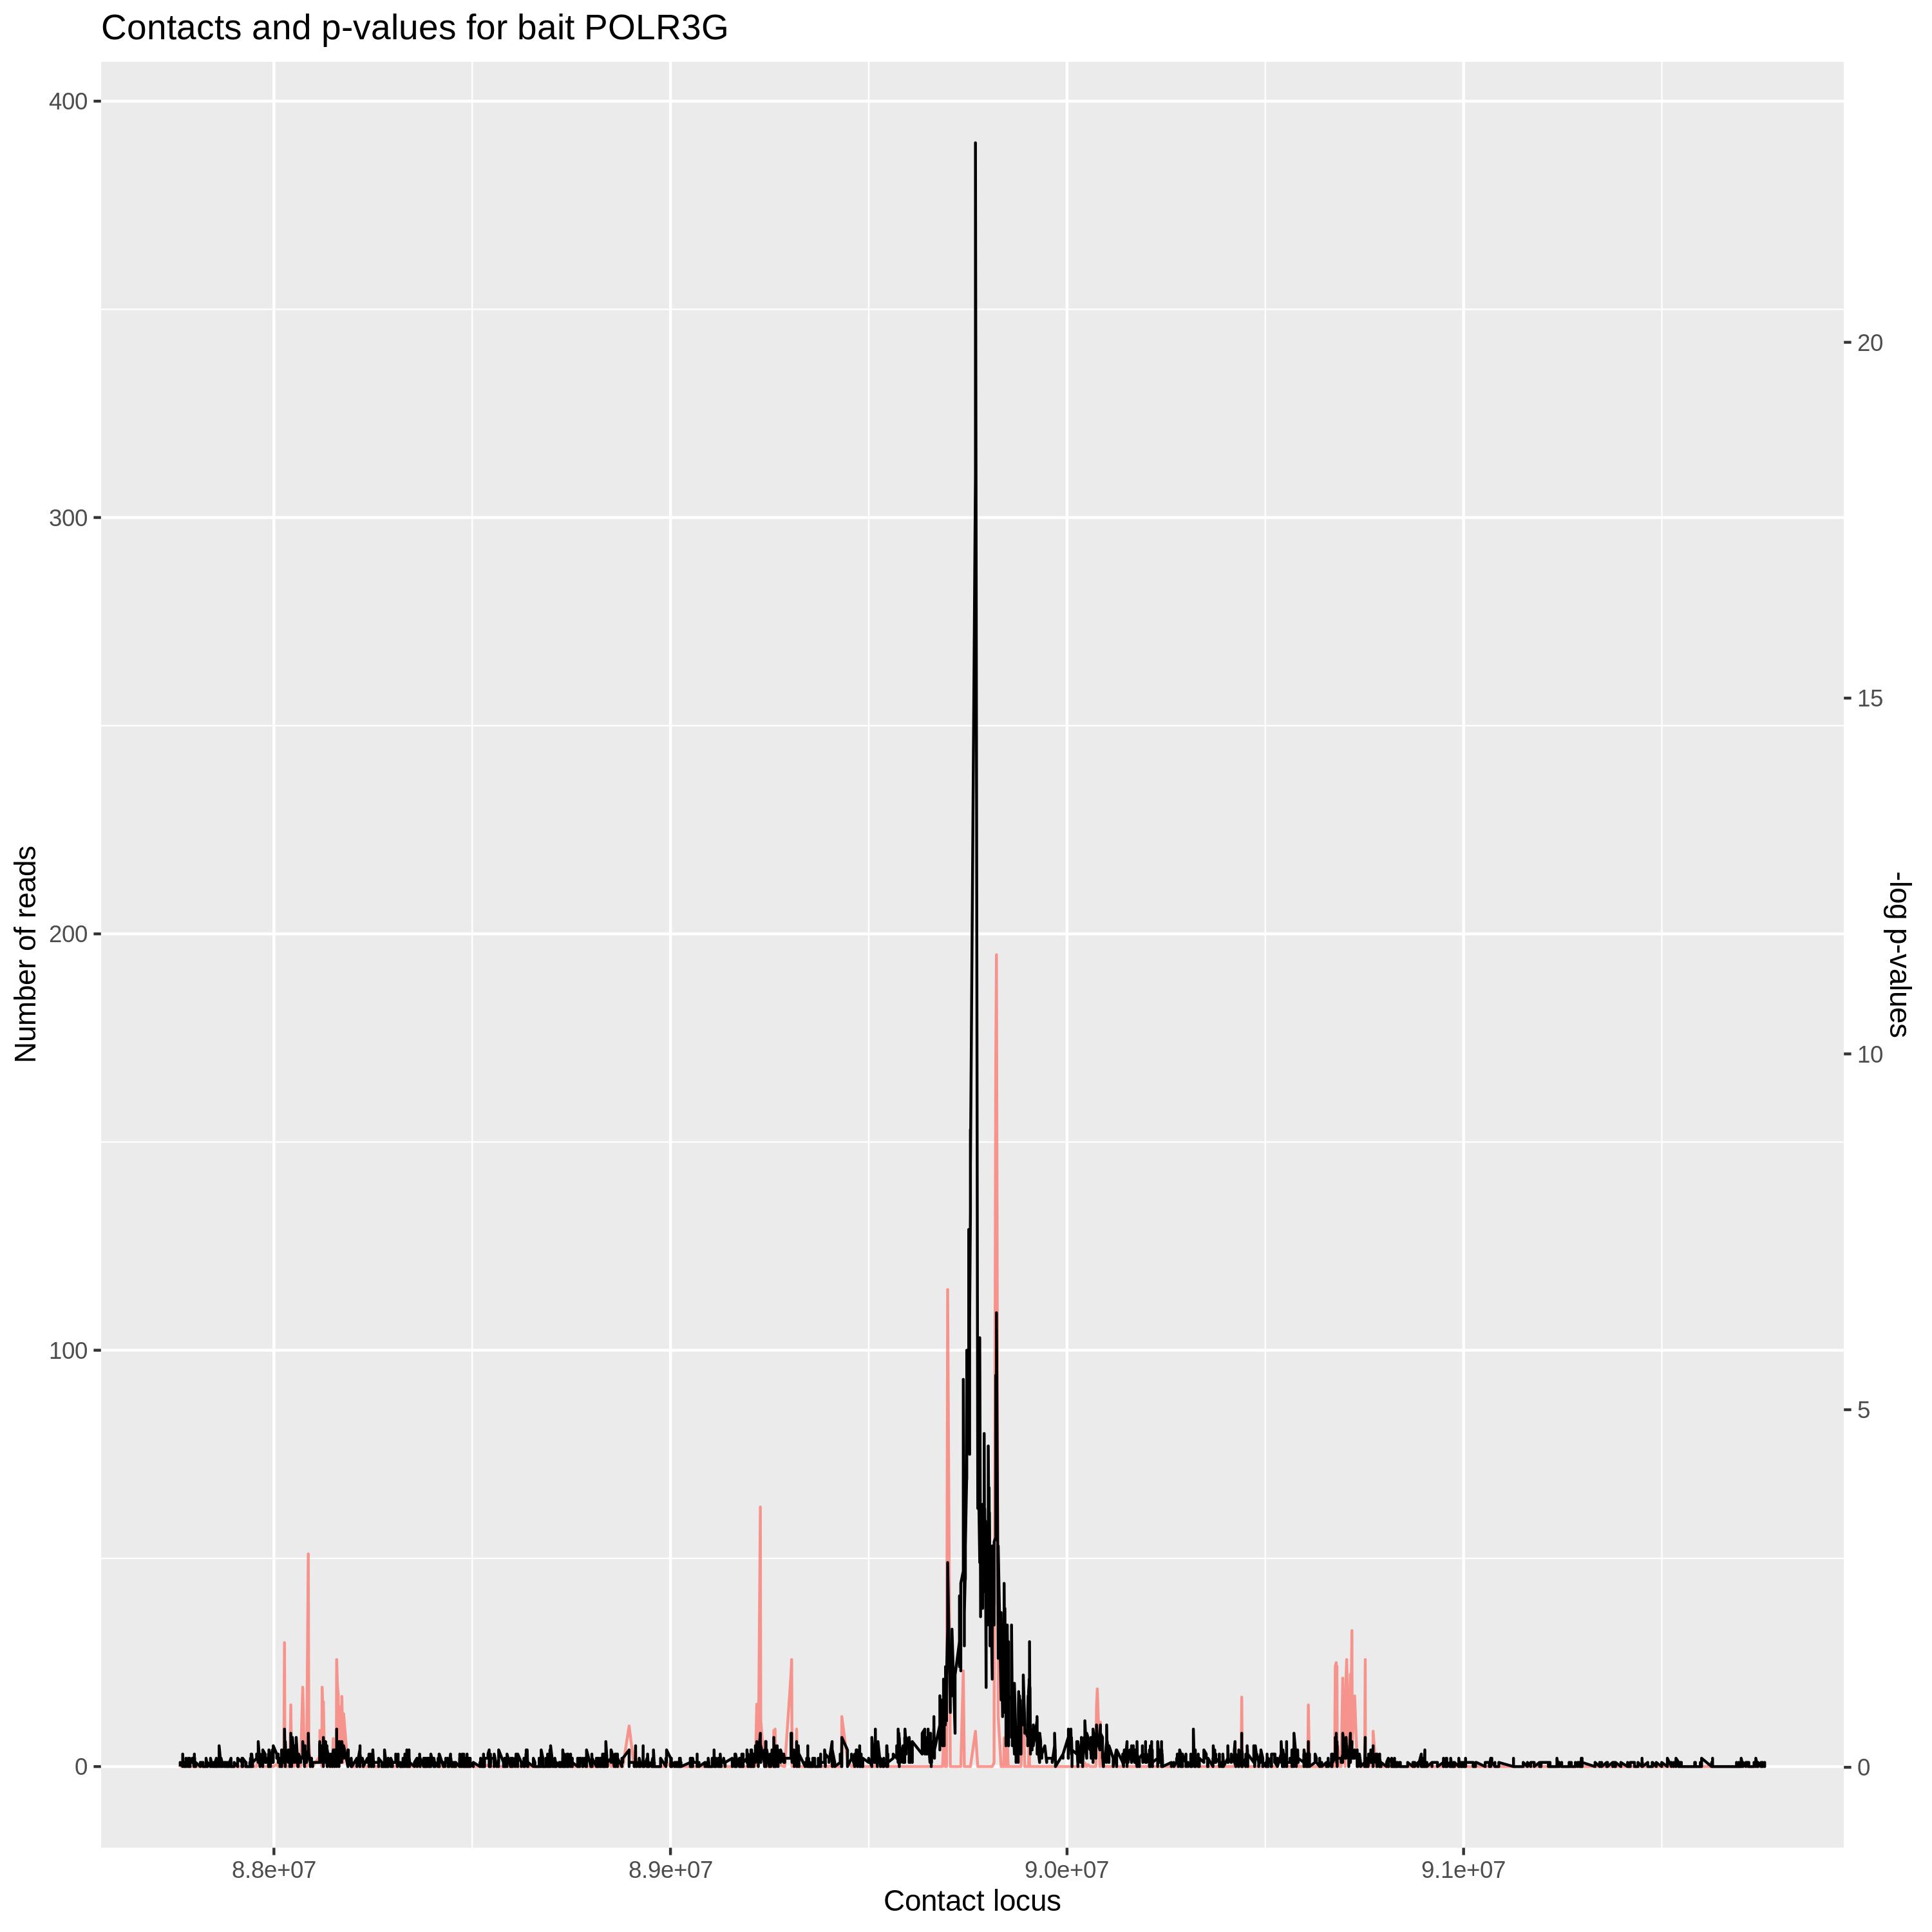 Contacts and p-values for bait POLR3G
400
300
200
100
0
Number of reads
20
15
10
5
0
-log p-values
8.8e+07 8.9e+07 9.0e+07 9.1e+07
Contact locus